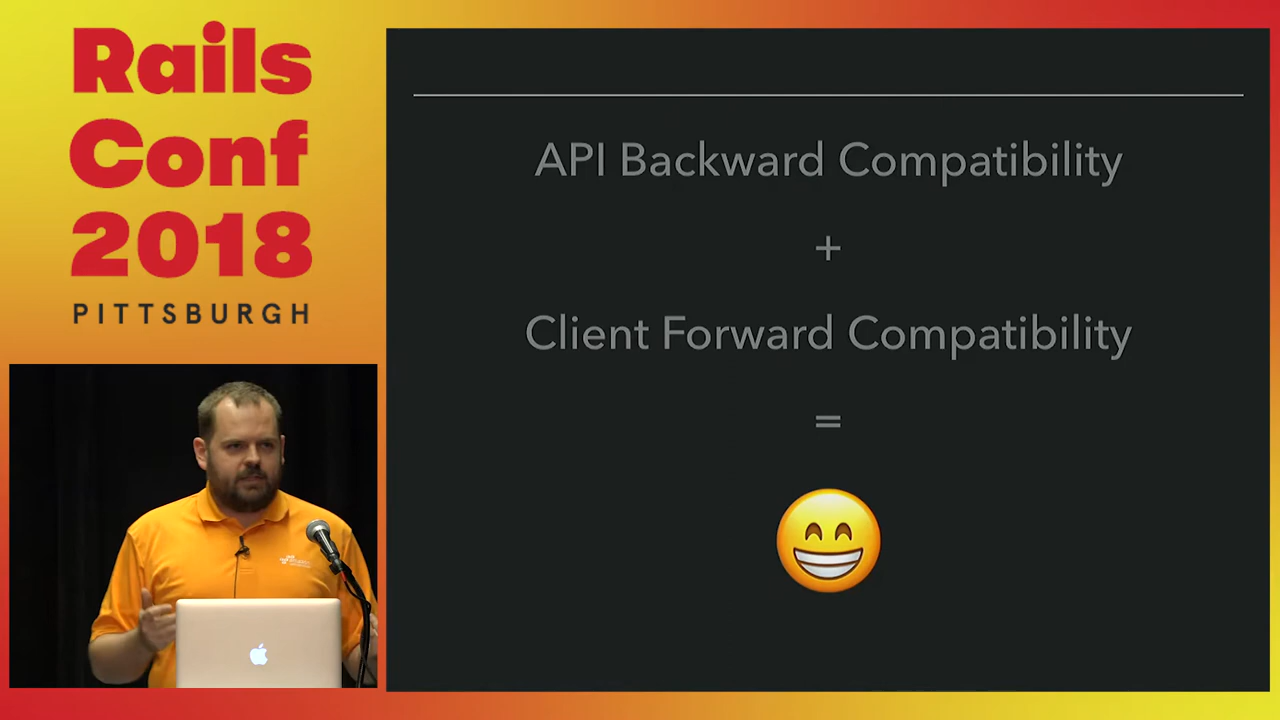 Rails
Conf
2018
PITTSBURGH
API Backward Compatibility
+
Client Forward Compatibility
=